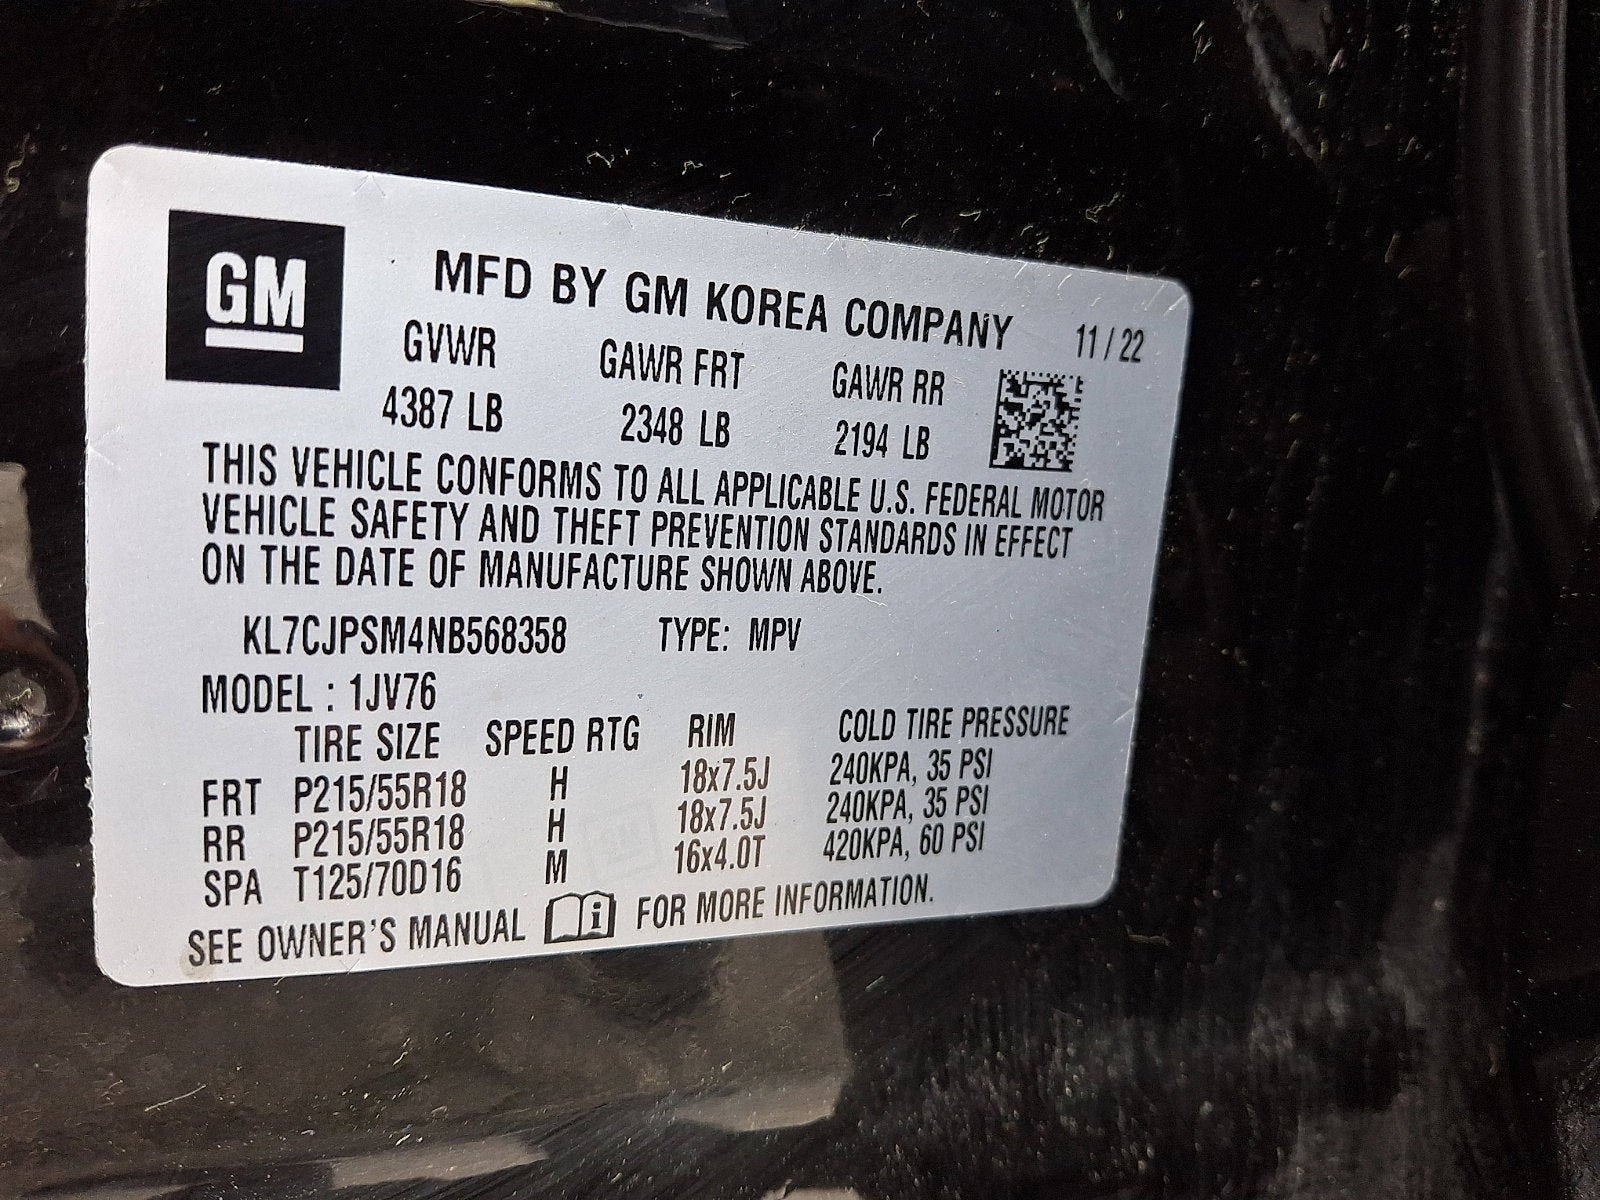 GM
MFD BY GM KOREA COMPANY 11/22
GVWR GAWR FRT GAWR RR
4387 LB 2348 LB 2194 LB
THIS VEHICLE CONFORMS TO ALL APPLICABLE U.S. FEDERAL MOTOR
VEHICLE SAFETY AND THEFT PREVENTION STANDARDS IN EFFECT
ON THE DATE OF MANUFACTURE SHOWN ABOVE.
KL7CJPSM4NB568358 TYPE: MPV
MODEL : 1JV76
TIRE SIZE SPEED RTG RIM COLD TIRE PRESSURE
FRT P215/55R18 H 18x7.5J 240KPA, 35 PSI
RR P215/55R18 H 18x7.5J 240KPA, 35 PSI
SPA T125/70D16 M 16x4.0T 420KPA, 60 PSI
SEE OWNER'S MANUAL i FOR MORE INFORMATION.